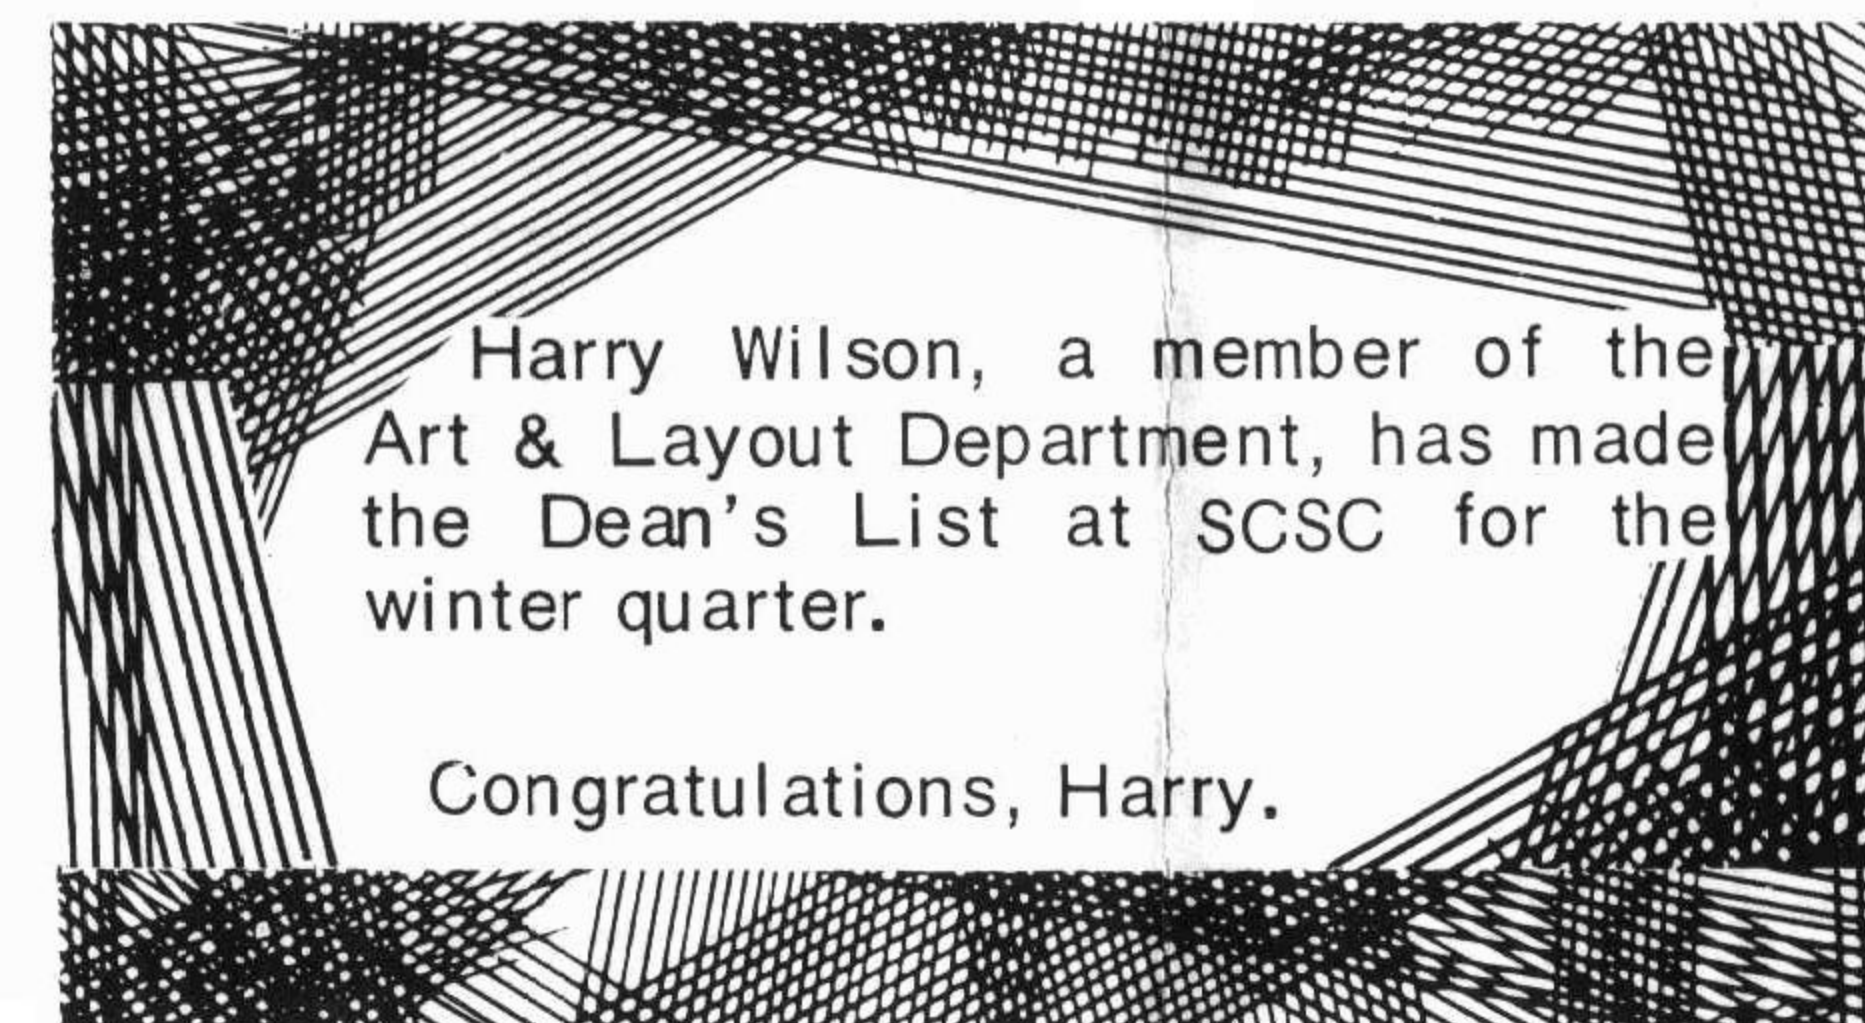 Harry Wilson, a member of the
Art & Layout Department, has made
the Dean's List at SCSC for the
winter quarter.
Congratulations, Harry.